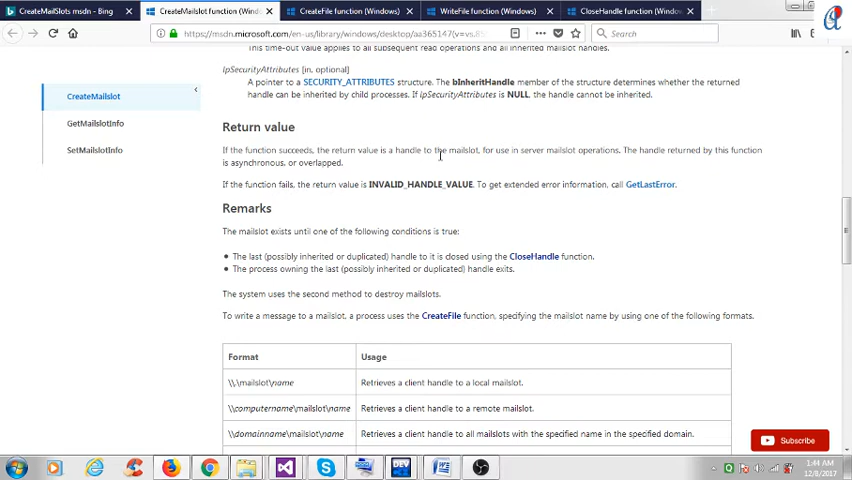 CreateMailSlots msdn - Bing
CreateMailslot function (Wind
CreateFile function (Windows)
WriteFile function (Windows)
CloseHandle function (Window
https://msdn.microsoft.com/en-us/library/windows/desktop/aa365147(v=vs.85
Search
This time-out value applies to all subsequent read operations and all inherited mailslot handles.
lpSecurityAttributes [in, optional]
A pointer to a SECURITY_ATTRIBUTES structure. The bInheritHandle member of the structure determines whether the returned
handle can be inherited by child processes. If lpSecurityAttributes is NULL, the handle cannot be inherited.
CreateMailslot
GetMailslotInfo
SetMailslotInfo
Return value
If the function succeeds, the return value is a handle to the mailslot, for use in server mailslot operations. The handle returned by this function
is asynchronous, or overlapped.
If the function fails, the return value is INVALID_HANDLE_VALUE. To get extended error information, call GetLastError.
Remarks
The mailslot exists until one of the following conditions is true:
● The last (possibly inherited or duplicated) handle to it is closed using the CloseHandle function.
● The process owning the last (possibly inherited or duplicated) handle exits.
The system uses the second method to destroy mailslots.
To write a message to a mailslot, a process uses the CreateFile function, specifying the mailslot name by using one of the following formats.
Format Usage
\\.\mailslot\name Retrieves a client handle to a local mailslot.
\\computername\mailslot\name Retrieves a client handle to a remote mailslot.
\\domainname\mailslot\name Retrieves a client handle to all mailslots with the specified name in the specified domain.
Subscribe
DEV
1:44 AM
12/8/2017